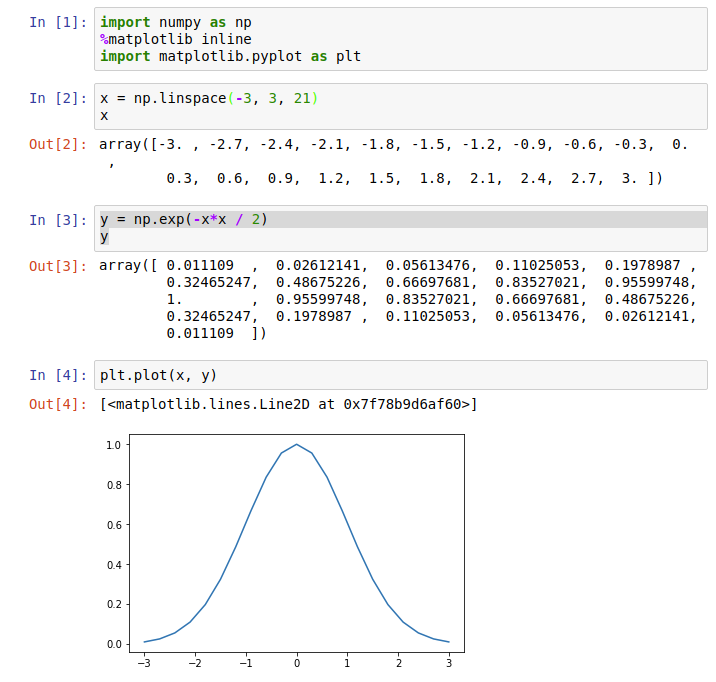 In [1]: import numpy as np
%matplotlib inline
import matplotlib.pyplot as plt
In [2]: x = np.linspace(-3, 3, 21)
x
Out[2]: array([-3. , -2.7, -2.4, -2.1, -1.8, -1.5, -1.2, -0.9, -0.6, -0.3,  0.
 ,
        0.3,  0.6,  0.9,  1.2,  1.5,  1.8,  2.1,  2.4,  2.7,  3. ])
In [3]: y = np.exp(-x*x / 2)
y
Out[3]: array([ 0.011109  ,  0.02612141,  0.05613476,  0.11025053,  0.1978987 ,
        0.32465247,  0.48675226,  0.66697681,  0.83527021,  0.95599748,
        1.        ,  0.95599748,  0.83527021,  0.66697681,  0.48675226,
        0.32465247,  0.1978987 ,  0.11025053,  0.05613476,  0.02612141,
        0.011109  ])
In [4]: plt.plot(x, y)
Out[4]: [<matplotlib.lines.Line2D at 0x7f78b9d6af60>]
1.0
0.8
0.6
0.4
0.2
0.0
−3 −2 −1 0 1 2 3